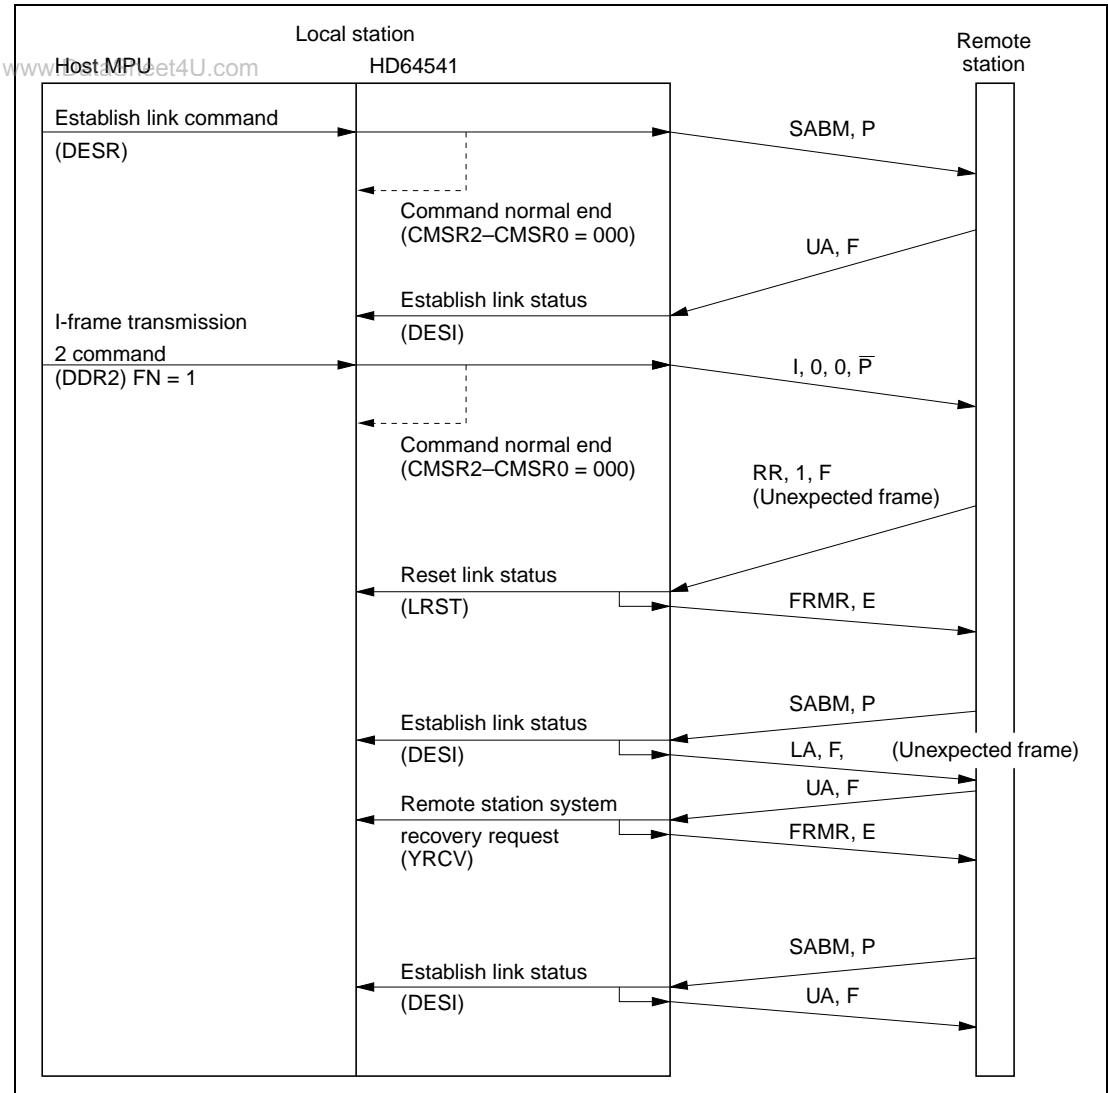 Local station
Remote
station
www.DataSheet4U.com
Host MPU
HD64541
Establish link command
(DESR)
SABM, P
Command normal end
(CMSR2–CMSR0 = 000)
UA, F
Establish link status
(DESI)
I-frame transmission
2 command
(DDR2) FN = 1
I, 0, 0, P̅
Command normal end
(CMSR2–CMSR0 = 000)
RR, 1, F
(Unexpected frame)
Reset link status
(LRST)
FRMR, E
SABM, P
Establish link status
(DESI)
LA, F,
(Unexpected frame)
UA, F
Remote station system
recovery request
(YRCV)
FRMR, E
SABM, P
Establish link status
(DESI)
UA, F